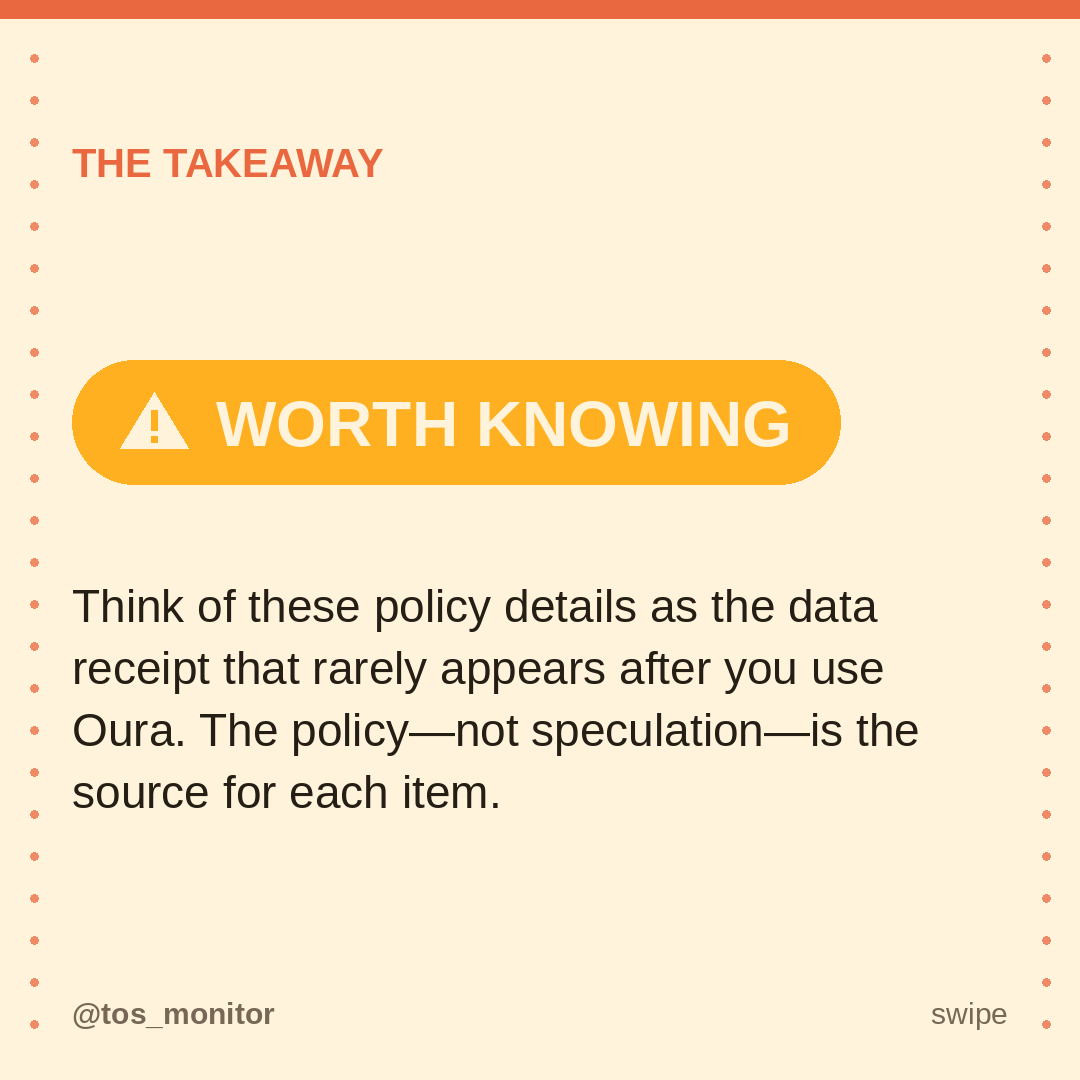 THE TAKEAWAY
WORTH KNOWING
Think of these policy details as the data
receipt that rarely appears after you use
Oura. The policy—not speculation—is the
source for each item.
@tos_monitor
swipe